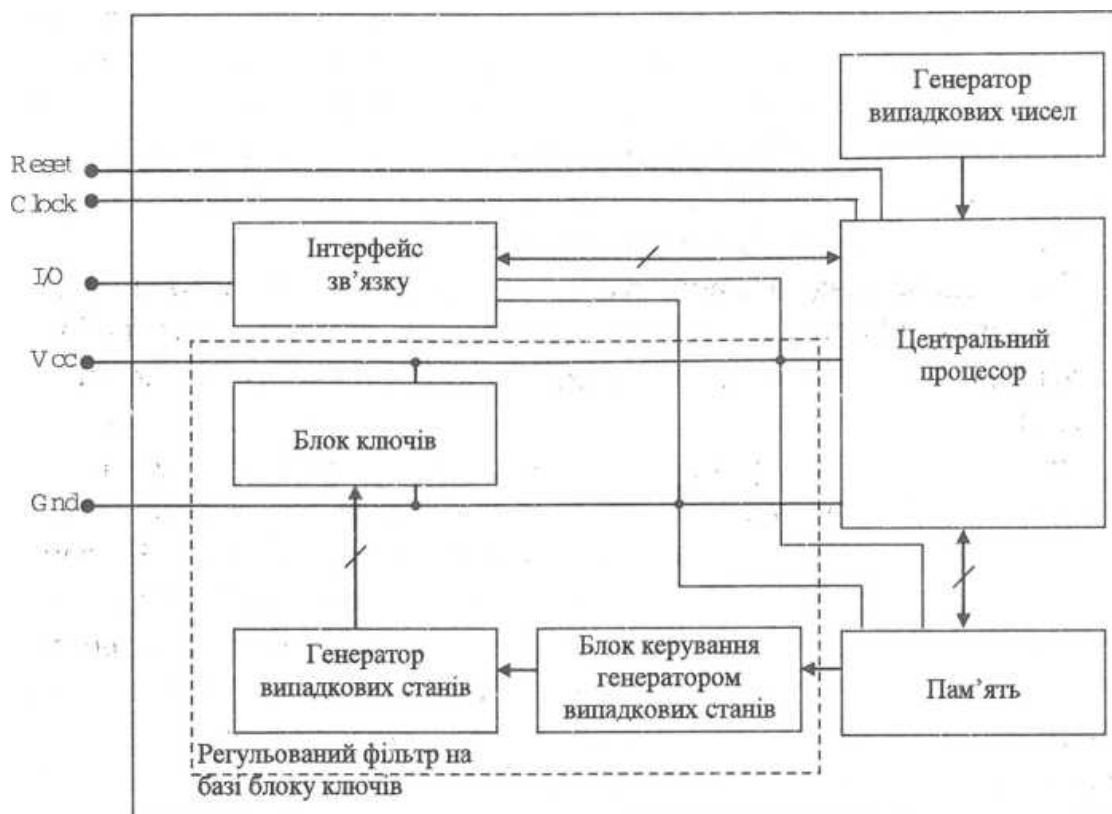 Генератор
випадкових чисел
Reset
Clock
Інтерфейс
зв’язку
I/O
Vcc
Центральний
процесор
Блок ключів
Gnd
Генератор
випадкових станів
Блок керування
генератором
випадкових станів
Пам’ять
Регульований фільтр на
базі блоку ключів